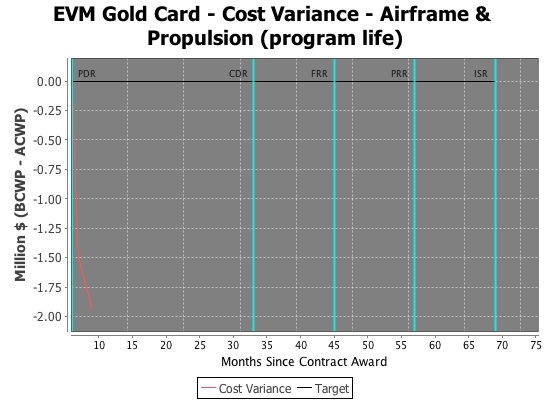 EVM Gold Card - Cost Variance - Airframe &
Propulsion (program life)
Million $ (BCWP - ACWP)
PDR CDR FRR PRR ISR
0.00
-0.25
-0.50
-0.75
-1.00
-1.25
-1.50
-1.75
-2.00
10 15 20 25 30 35 40 45 50 55 60 65 70 75
Months Since Contract Award
Cost Variance Target